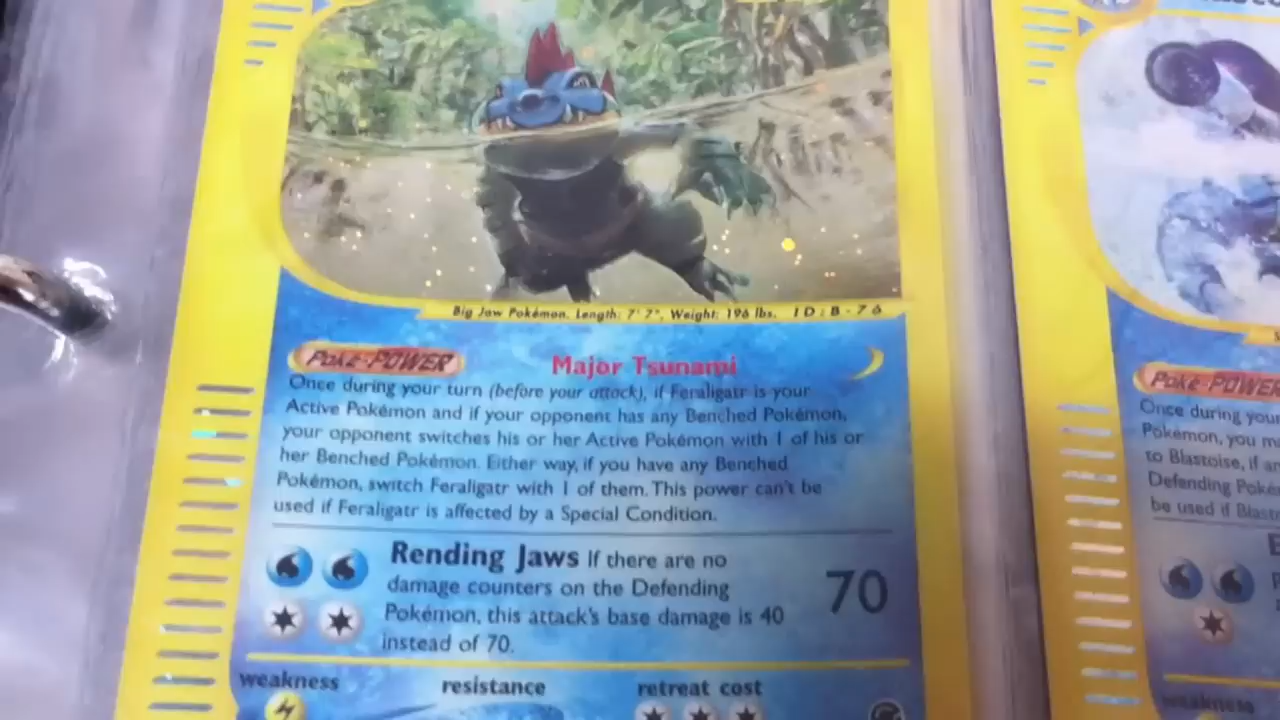 Big Jaw Pokémon. Length: 7' 7", Weight: 196 lbs. ID: B-76
POKÉ-POWER Major Tsunami
Once during your turn (before your attack), if Feraligatr is your
Active Pokémon and if your opponent has any Benched Pokémon,
your opponent switches his or her Active Pokémon with 1 of his or
her Benched Pokémon. Either way, if you have any Benched
Pokémon, switch Feraligatr with 1 of them. This power can't be
used if Feraligatr is affected by a Special Condition.
Rending Jaws If there are no
damage counters on the Defending
Pokémon, this attack's base damage is 40
instead of 70.
70
weakness resistance retreat cost
POKÉ-POWER
Once during your
Pokémon, you
to Blastoise, if
Defending
be used if
weakness